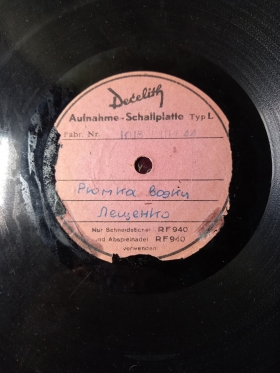 Decelith
Aufnahme-Schallplatte Typ L
Fabr. Nr.
Рюмка водки
Лещенко
Nur Schneidstichel RF 940
und Abspielnadel RF 940
verwenden